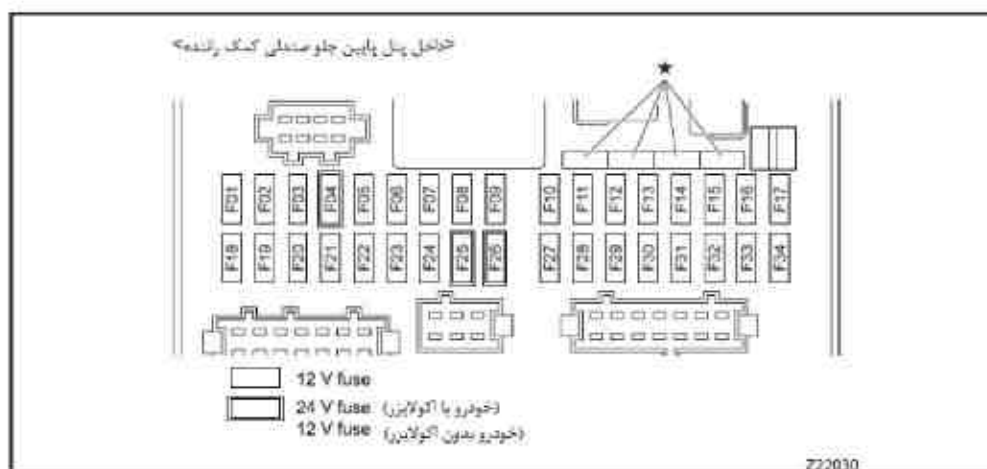 <داخل پنل پایین جلو صندلی کمک راننده>
★
F01 F02 F03 F04 F05 F06 F07 F08 F09 F10 F11 F12 F13 F14 F15 F16 F17
F18 F19 F20 F21 F22 F23 F24 F25 F26 F27 F28 F29 F30 F31 F32 F33 F34
12 V fuse
24 V fuse (خودرو با اکولایزر)
12 V fuse (خودرو بدون اکولایزر)
Z22030